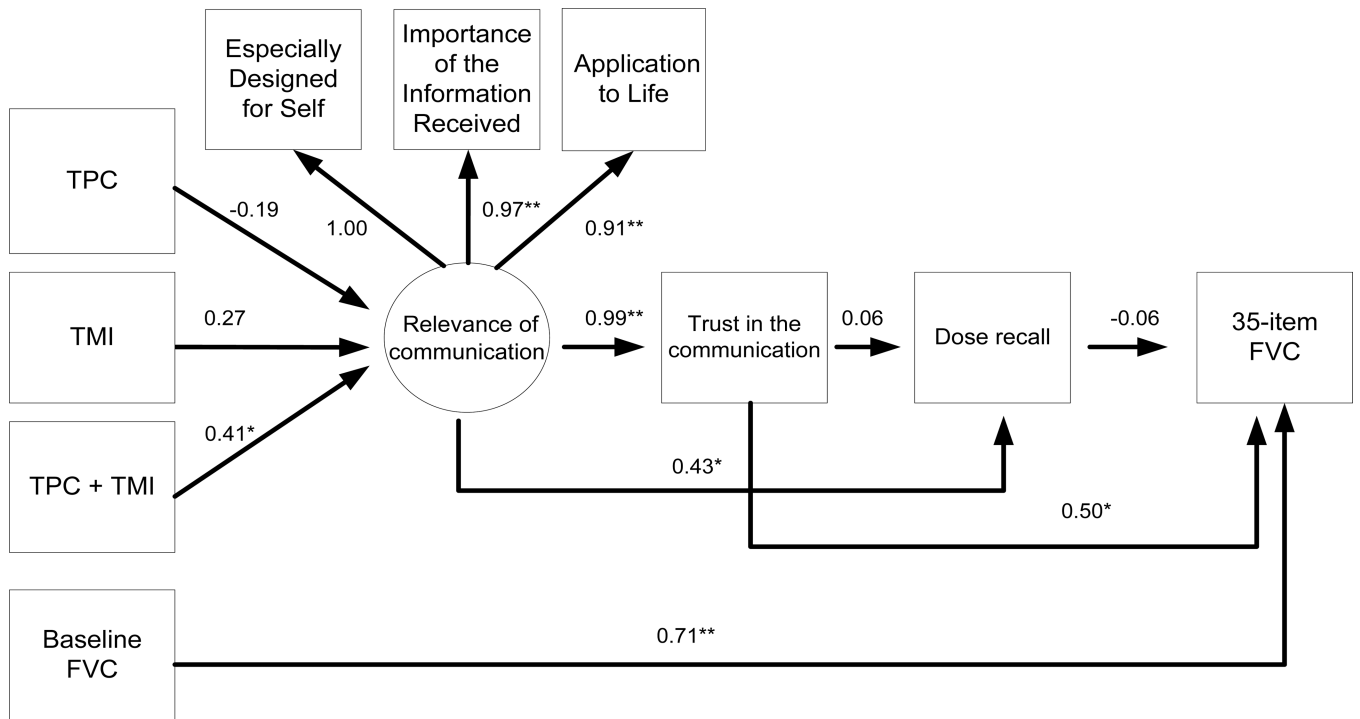 Especially
Designed
for Self
Importance
of the
Information
Received
Application
to Life
TPC
-0.19
1.00
0.97**
0.91**
TMI
0.27
Relevance of
communication
0.99**
Trust in the
communication
0.06
Dose recall
-0.06
35-item
FVC
TPC + TMI
0.41*
0.43*
0.50*
Baseline
FVC
0.71**